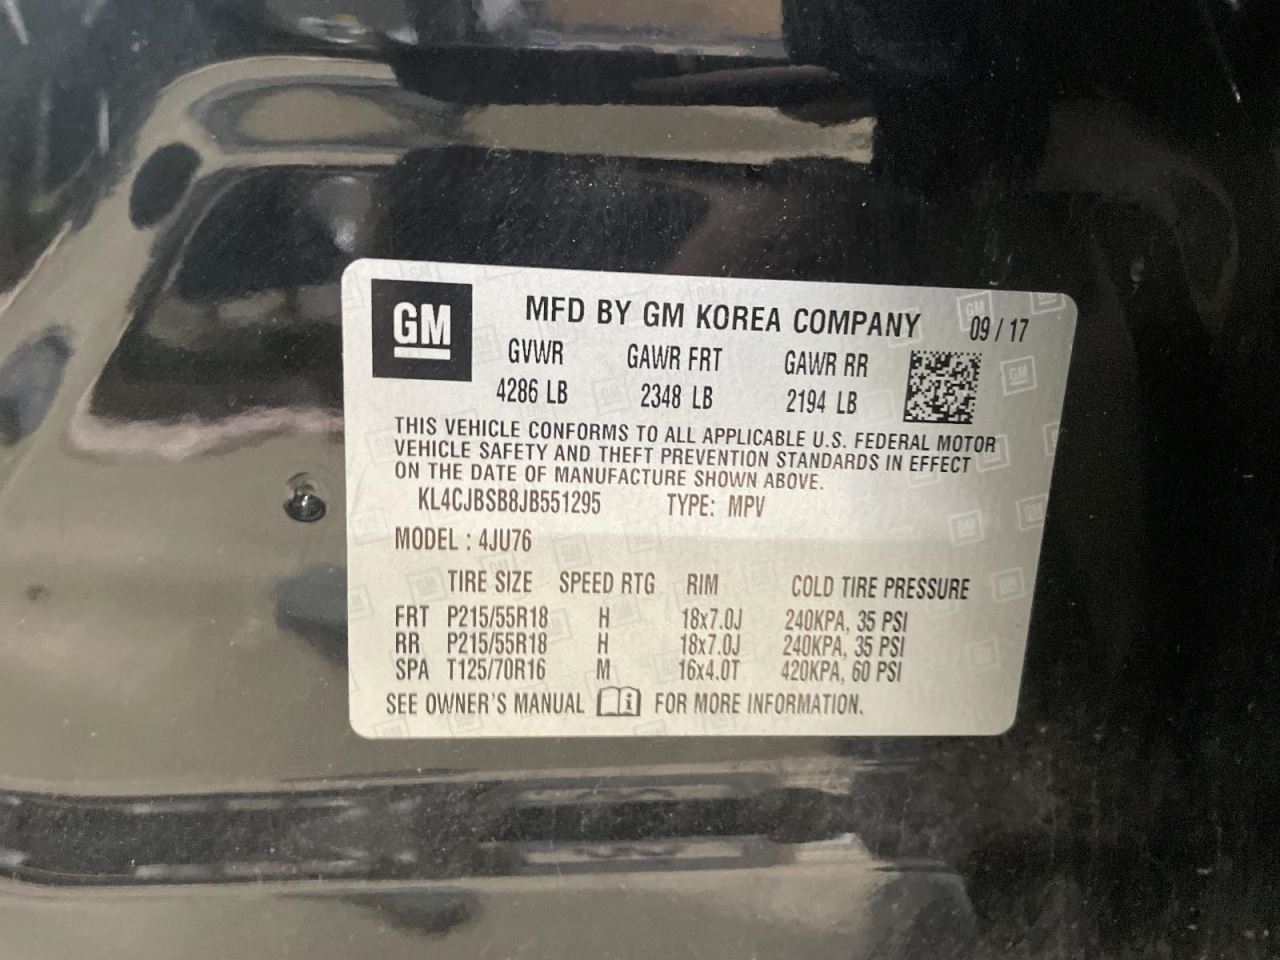 GM
MFD BY GM KOREA COMPANY 09 / 17
GVWR GAWR FRT GAWR RR
4286 LB 2348 LB 2194 LB
THIS VEHICLE CONFORMS TO ALL APPLICABLE U.S. FEDERAL MOTOR
VEHICLE SAFETY AND THEFT PREVENTION STANDARDS IN EFFECT
ON THE DATE OF MANUFACTURE SHOWN ABOVE.
KL4CJBSB8JB551295 TYPE: MPV
MODEL : 4JU76
TIRE SIZE SPEED RTG RIM COLD TIRE PRESSURE
FRT P215/55R18 H 18x7.0J 240KPA, 35 PSI
RR P215/55R18 H 18x7.0J 240KPA, 35 PSI
SPA T125/70R16 M 16x4.0T 420KPA, 60 PSI
SEE OWNER'S MANUAL i FOR MORE INFORMATION.